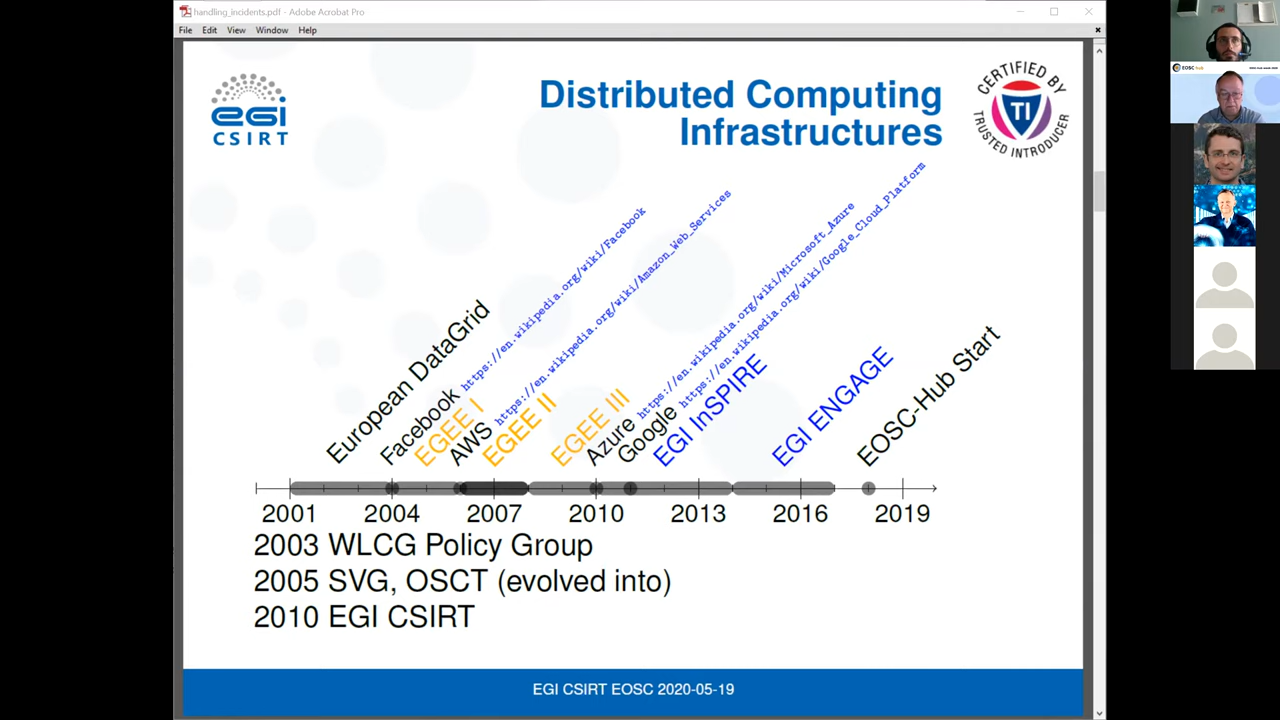 handling_incidents.pdf - Adobe Acrobat Pro
File Edit View Window Help
egi
CSIRT
Distributed Computing
Infrastructures
CERTIFIED BY
TI
TRUSTED INTRODUCER
European DataGrid
Facebook https://en.wikipedia.org/wiki/Facebook
EGEE I
AWS https://en.wikipedia.org/wiki/Amazon_Web_Services
EGEE II
EGEE III
Azure https://en.wikipedia.org/wiki/Microsoft_Azure
Google https://en.wikipedia.org/wiki/Google_Cloud_Platform
EGI InSPIRE
EGI ENGAGE
EOSC-Hub Start
2001 2004 2007 2010 2013 2016 2019
2003 WLCG Policy Group
2005 SVG, OSCT (evolved into)
2010 EGI CSIRT
EGI CSIRT EOSC 2020-05-19
EOSC hub